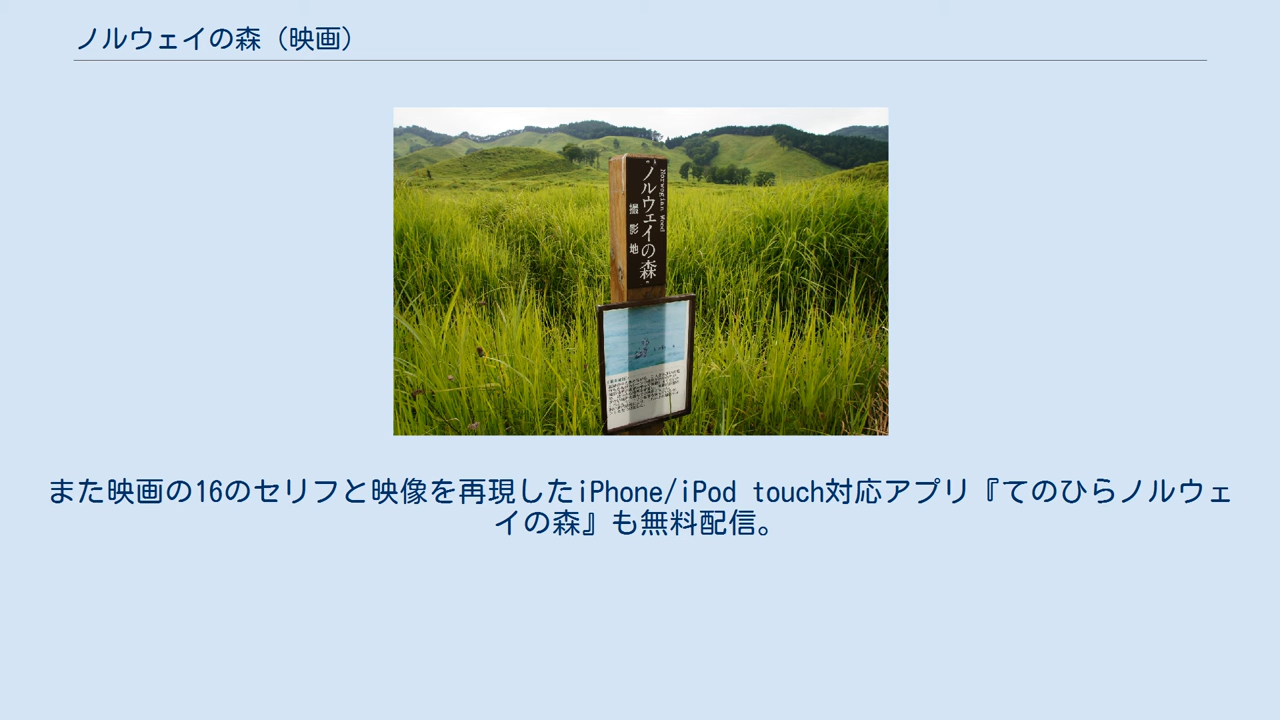 ノルウェイの森（映画）
Norwegian Wood
"ノルウェイの森"
撮影地
また映画の16のセリフと映像を再現したiPhone/iPod touch対応アプリ『てのひらノルウェ
イの森』も無料配信。